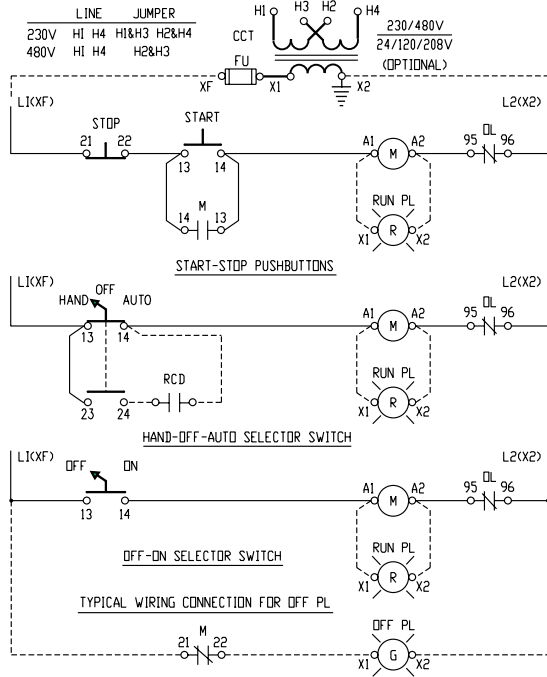 LINE JUMPER
230V HI H4 H1&H3 H2&H4
480V HI H4 H2&H3
H1 H3 H2 H4
CCT
230/480V
24/120/208V
(OPTIONAL)
FU
XF X1 X2
LI(XF) L2(X2)
STOP START
21 22 13 14 A1 M A2 95 OL 96
14 M 13
RUN PL
X1 R X2
START-STOP PUSHBUTTONS
LI(XF) L2(X2)
HAND OFF AUTO
13 14 A1 M A2 95 OL 96
RCD
23 24
RUN PL
X1 R X2
HAND-OFF-AUTO SELECTOR SWITCH
LI(XF) L2(X2)
OFF ON
13 14 A1 M A2 95 OL 96
OFF-ON SELECTOR SWITCH
RUN PL
X1 R X2
TYPICAL WIRING CONNECTION FOR OFF PL
21 M 22
OFF PL
X1 G X2